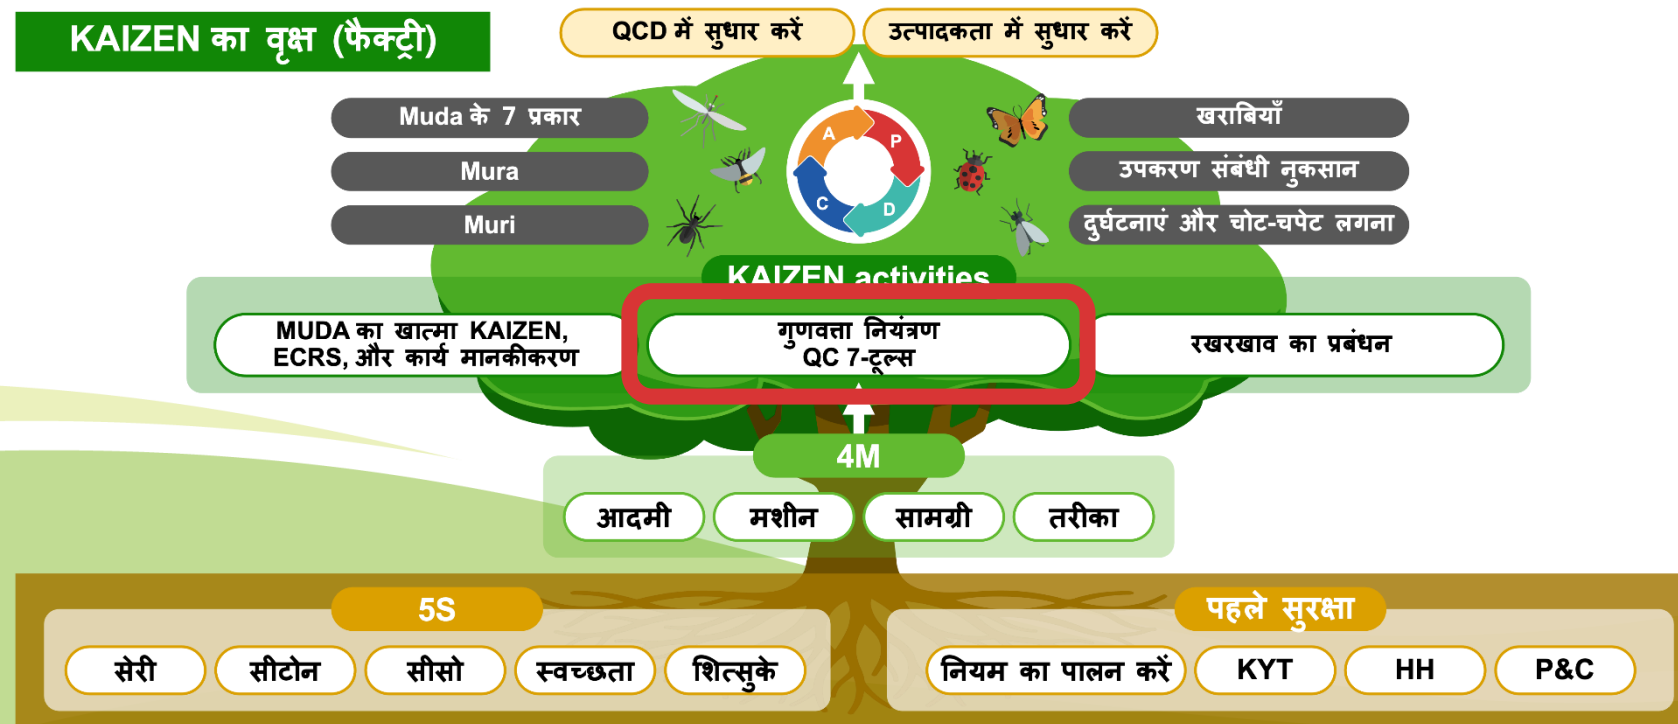 KAIZEN का वृक्ष (फैक्ट्री)
QCD में सुधार करें
उत्पादकता में सुधार करें
Muda के 7 प्रकार
Mura
Muri
A
P
C
D
खराबियाँ
उपकरण संबंधी नुकसान
दुर्घटनाएं और चोट-चपेट लगना
KAIZEN activities
MUDA का खात्मा KAIZEN,
ECRS, और कार्य मानकीकरण
गुणवत्ता नियंत्रण
QC 7-टूल्स
रखरखाव का प्रबंधन
4M
आदमी
मशीन
सामग्री
तरीका
5S
सेरी
सीटोन
सीसो
स्वच्छता
शित्सुके
पहले सुरक्षा
नियम का पालन करें
KYT
HH
P&C